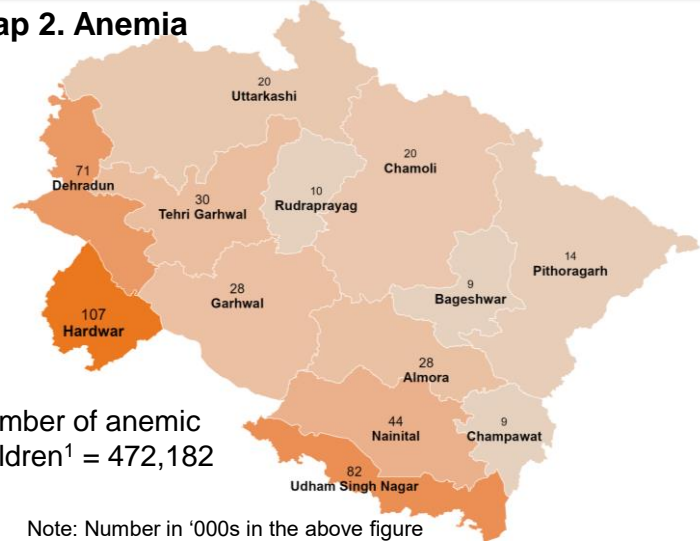 ap 2. Anemia
20
Uttarkashi
20
Chamoli
71
Dehradun
30
Tehri Garhwal
10
Rudraprayag
14
Pithoragarh
9
Bageshwar
28
Garhwal
107
Hardwar
28
Almora
44
Nainital
9
Champawat
82
Udham Singh Nagar
mber of anemic
ldren¹ = 472,182
Note: Number in ‘000s in the above figure